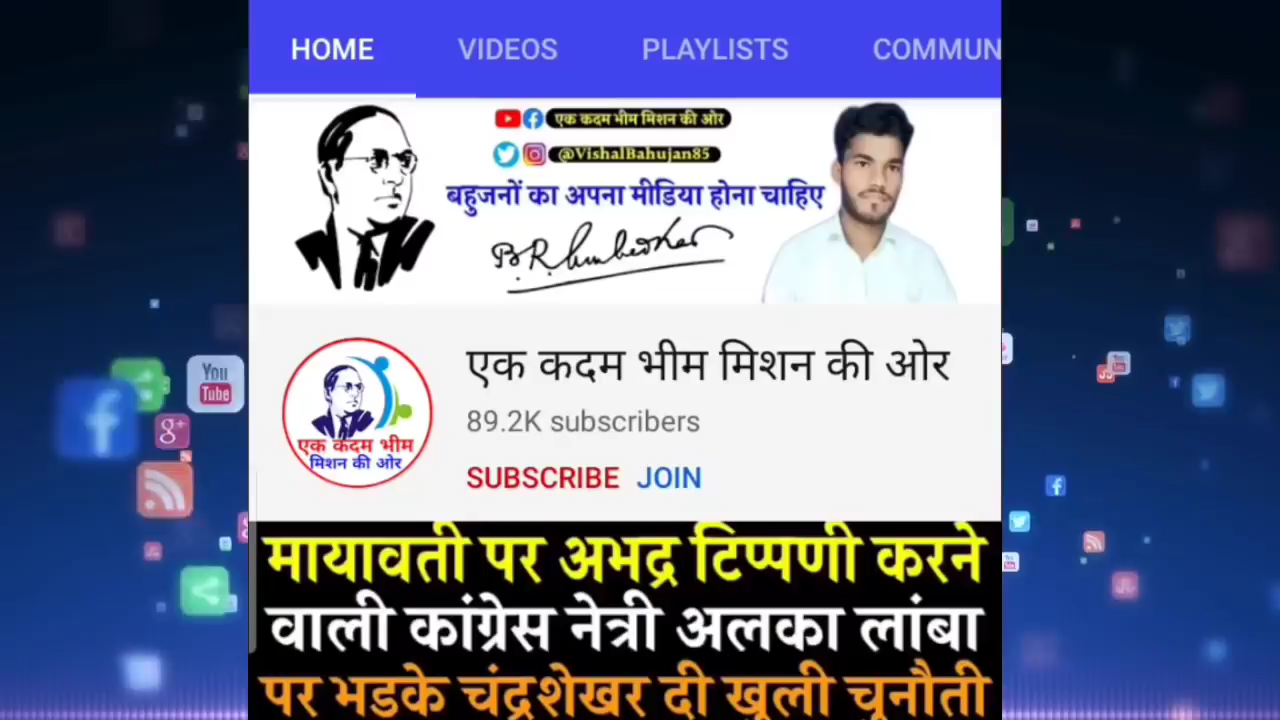 HOME VIDEOS PLAYLISTS COMMUN
एक कदम भीम मिशन की ओर
@VishalBahujan85
बहुजनों का अपना मीडिया होना चाहिए
B.R. Ambedkar
एक कदम भीम मिशन की ओर
89.2K subscribers
SUBSCRIBE JOIN
एक कदम भीम
मिशन की ओर
You
Tube
g+
मायावती पर अभद्र टिप्पणी करने
वाली कांग्रेस नेत्री अलका लांबा
पर भडके चंद्रशेखर दी खुली चुनौती